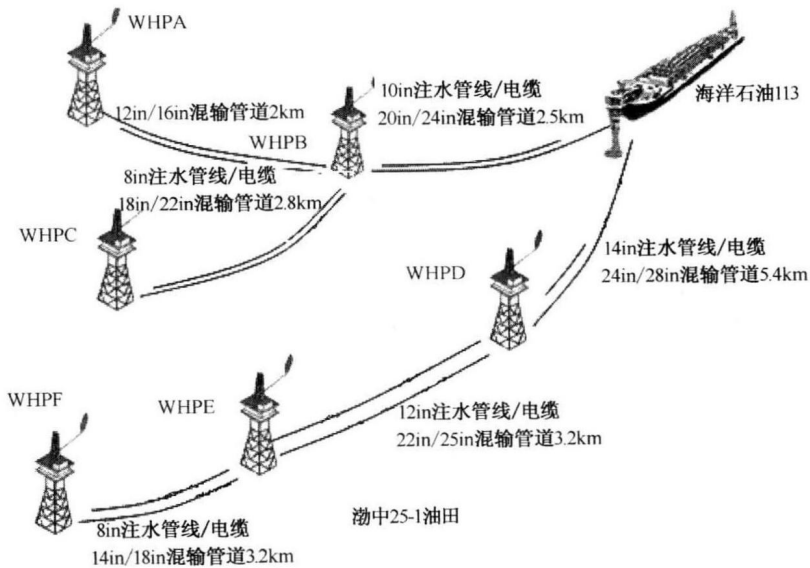 WHPA
10in注水管线/电缆
20in/24in混输管道2.5km
海洋石油113
12in/16in混输管道2km
WHPB
8in注水管线/电缆
18in/22in混输管道2.8km
WHPC
WHPD
14in注水管线/电缆
24in/28in混输管道5.4km
WHPF
WHPE
12in注水管线/电缆
22in/25in混输管道3.2km
渤中25-1油田
8in注水管线/电缆
14in/18in混输管道3.2km